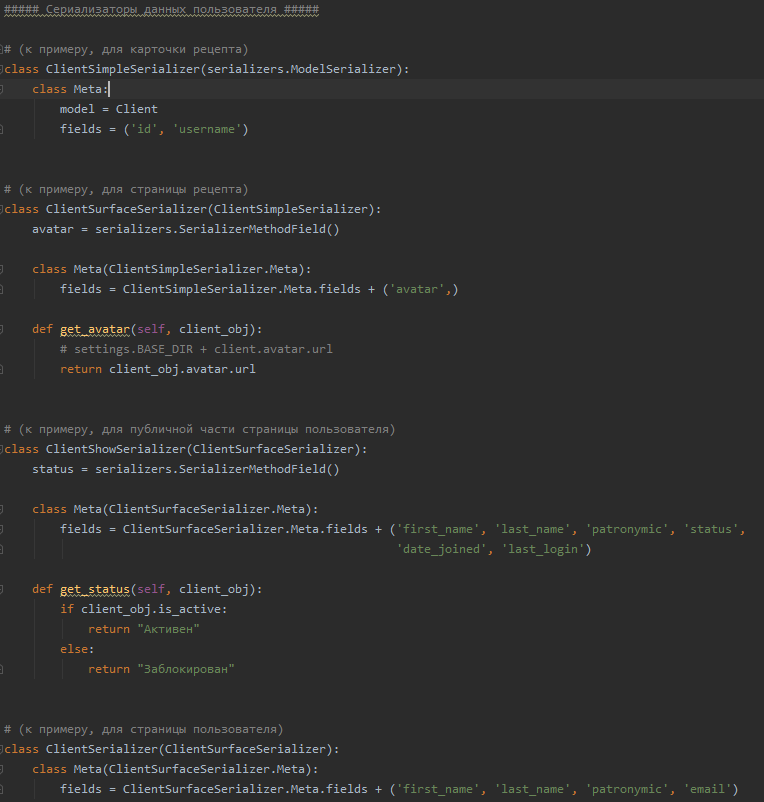 ##### Сериализаторы данных пользователя #####
# (к примеру, для карточки рецепта)
class ClientSimpleSerializer(serializers.ModelSerializer):
class Meta:
model = Client
fields = ('id', 'username')
# (к примеру, для страницы рецепта)
class ClientSurfaceSerializer(ClientSimpleSerializer):
avatar = serializers.SerializerMethodField()
class Meta(ClientSimpleSerializer.Meta):
fields = ClientSimpleSerializer.Meta.fields + ('avatar',)
def get_avatar(self, client_obj):
# settings.BASE_DIR + client.avatar.url
return client_obj.avatar.url
# (к примеру, для публичной части страницы пользователя)
class ClientShowSerializer(ClientSurfaceSerializer):
status = serializers.SerializerMethodField()
class Meta(ClientSurfaceSerializer.Meta):
fields = ClientSurfaceSerializer.Meta.fields + ('first_name', 'last_name', 'patronymic', 'status',
'date_joined', 'last_login')
def get_status(self, client_obj):
if client_obj.is_active:
return "Активен"
else:
return "Заблокирован"
# (к примеру, для страницы пользователя)
class ClientSerializer(ClientSurfaceSerializer):
class Meta(ClientSurfaceSerializer.Meta):
fields = ClientSurfaceSerializer.Meta.fields + ('first_name', 'last_name', 'patronymic', 'email')